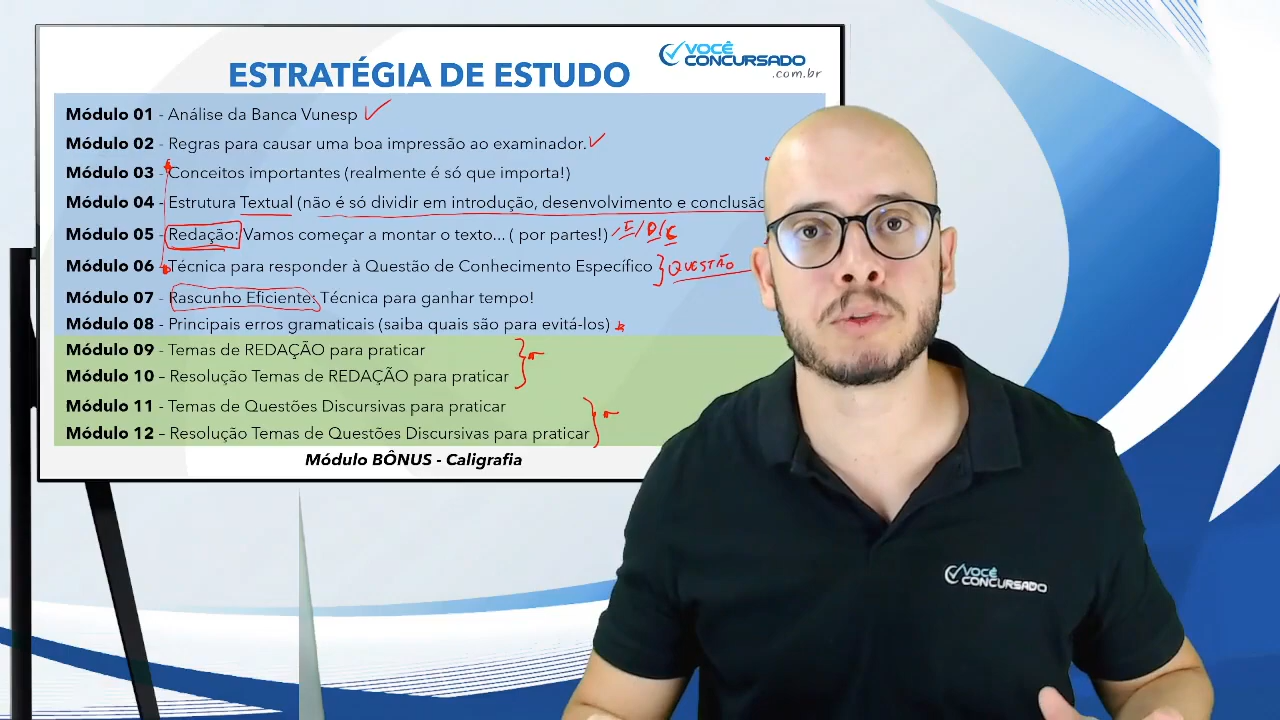 VOCÊ
CONCURSADO
.com.br
ESTRATÉGIA DE ESTUDO
Módulo 01 - Análise da Banca Vunesp
Módulo 02 - Regras para causar uma boa impressão ao examinador.
Módulo 03 - Conceitos importantes (realmente é só que importa!)
Módulo 04 - Estrutura Textual (não é só dividir em introdução, desenvolvimento e conclusão
Módulo 05 - Redação: Vamos começar a montar o texto... ( por partes!) I/D/C
Módulo 06 - Técnica para responder à Questão de Conhecimento Específico QUESTÃO
Módulo 07 - Rascunho Eficiente: Técnica para ganhar tempo!
Módulo 08 - Principais erros gramaticais (saiba quais são para evitá-los)
Módulo 09 - Temas de REDAÇÃO para praticar
Módulo 10 – Resolução Temas de REDAÇÃO para praticar
Módulo 11 - Temas de Questões Discursivas para praticar
Módulo 12 – Resolução Temas de Questões Discursivas para praticar
Módulo BÔNUS - Caligrafia
VOCÊ
CONCURSADO